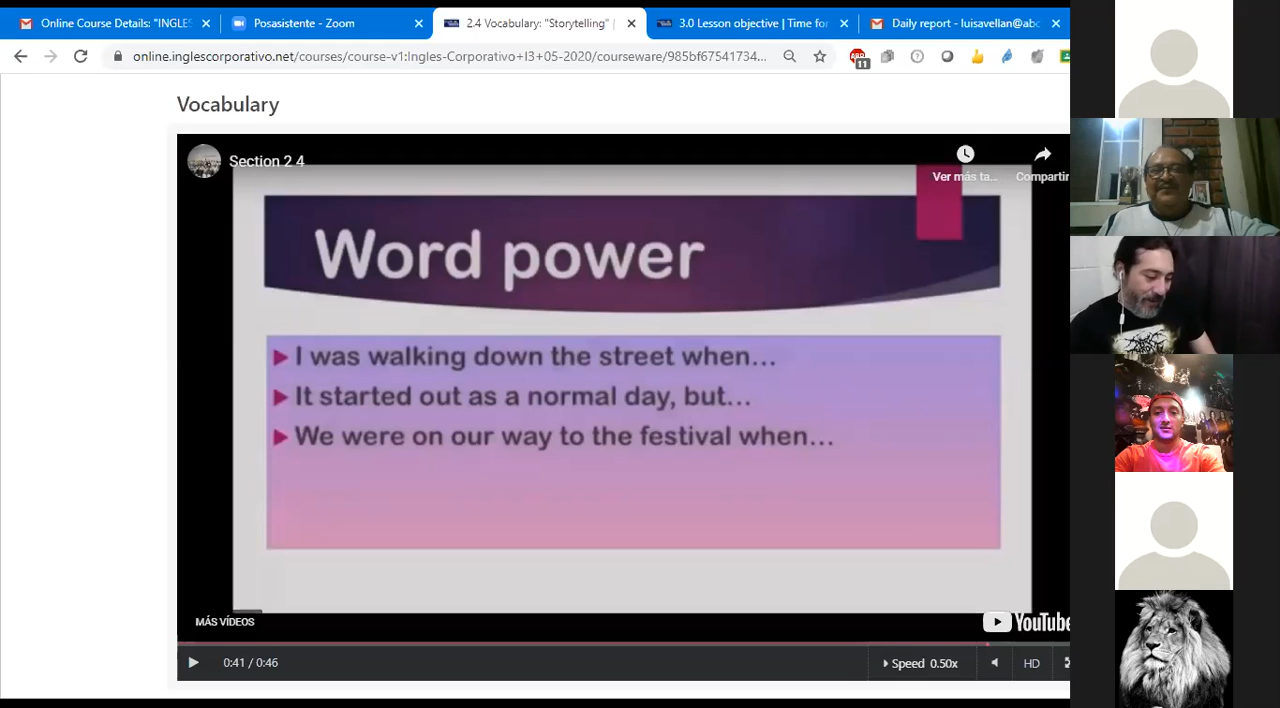 Online Course Details: "INGLES
Posasistente - Zoom
2.4 Vocabulary: "Storytelling" |
3.0 Lesson objective | Time for
Daily report - luisavellan@abc
online.inglescorporativo.net/courses/course-v1:Ingles-Corporativo+I3+05-2020/courseware/985bf67541734...
11
Vocabulary
Section 2 4
Ver más ta...
Compartir
Word power
I was walking down the street when...
It started out as a normal day, but...
We were on our way to the festival when...
MÁS VÍDEOS
YouTube
0:41 / 0:46
Speed 0.50x
HD